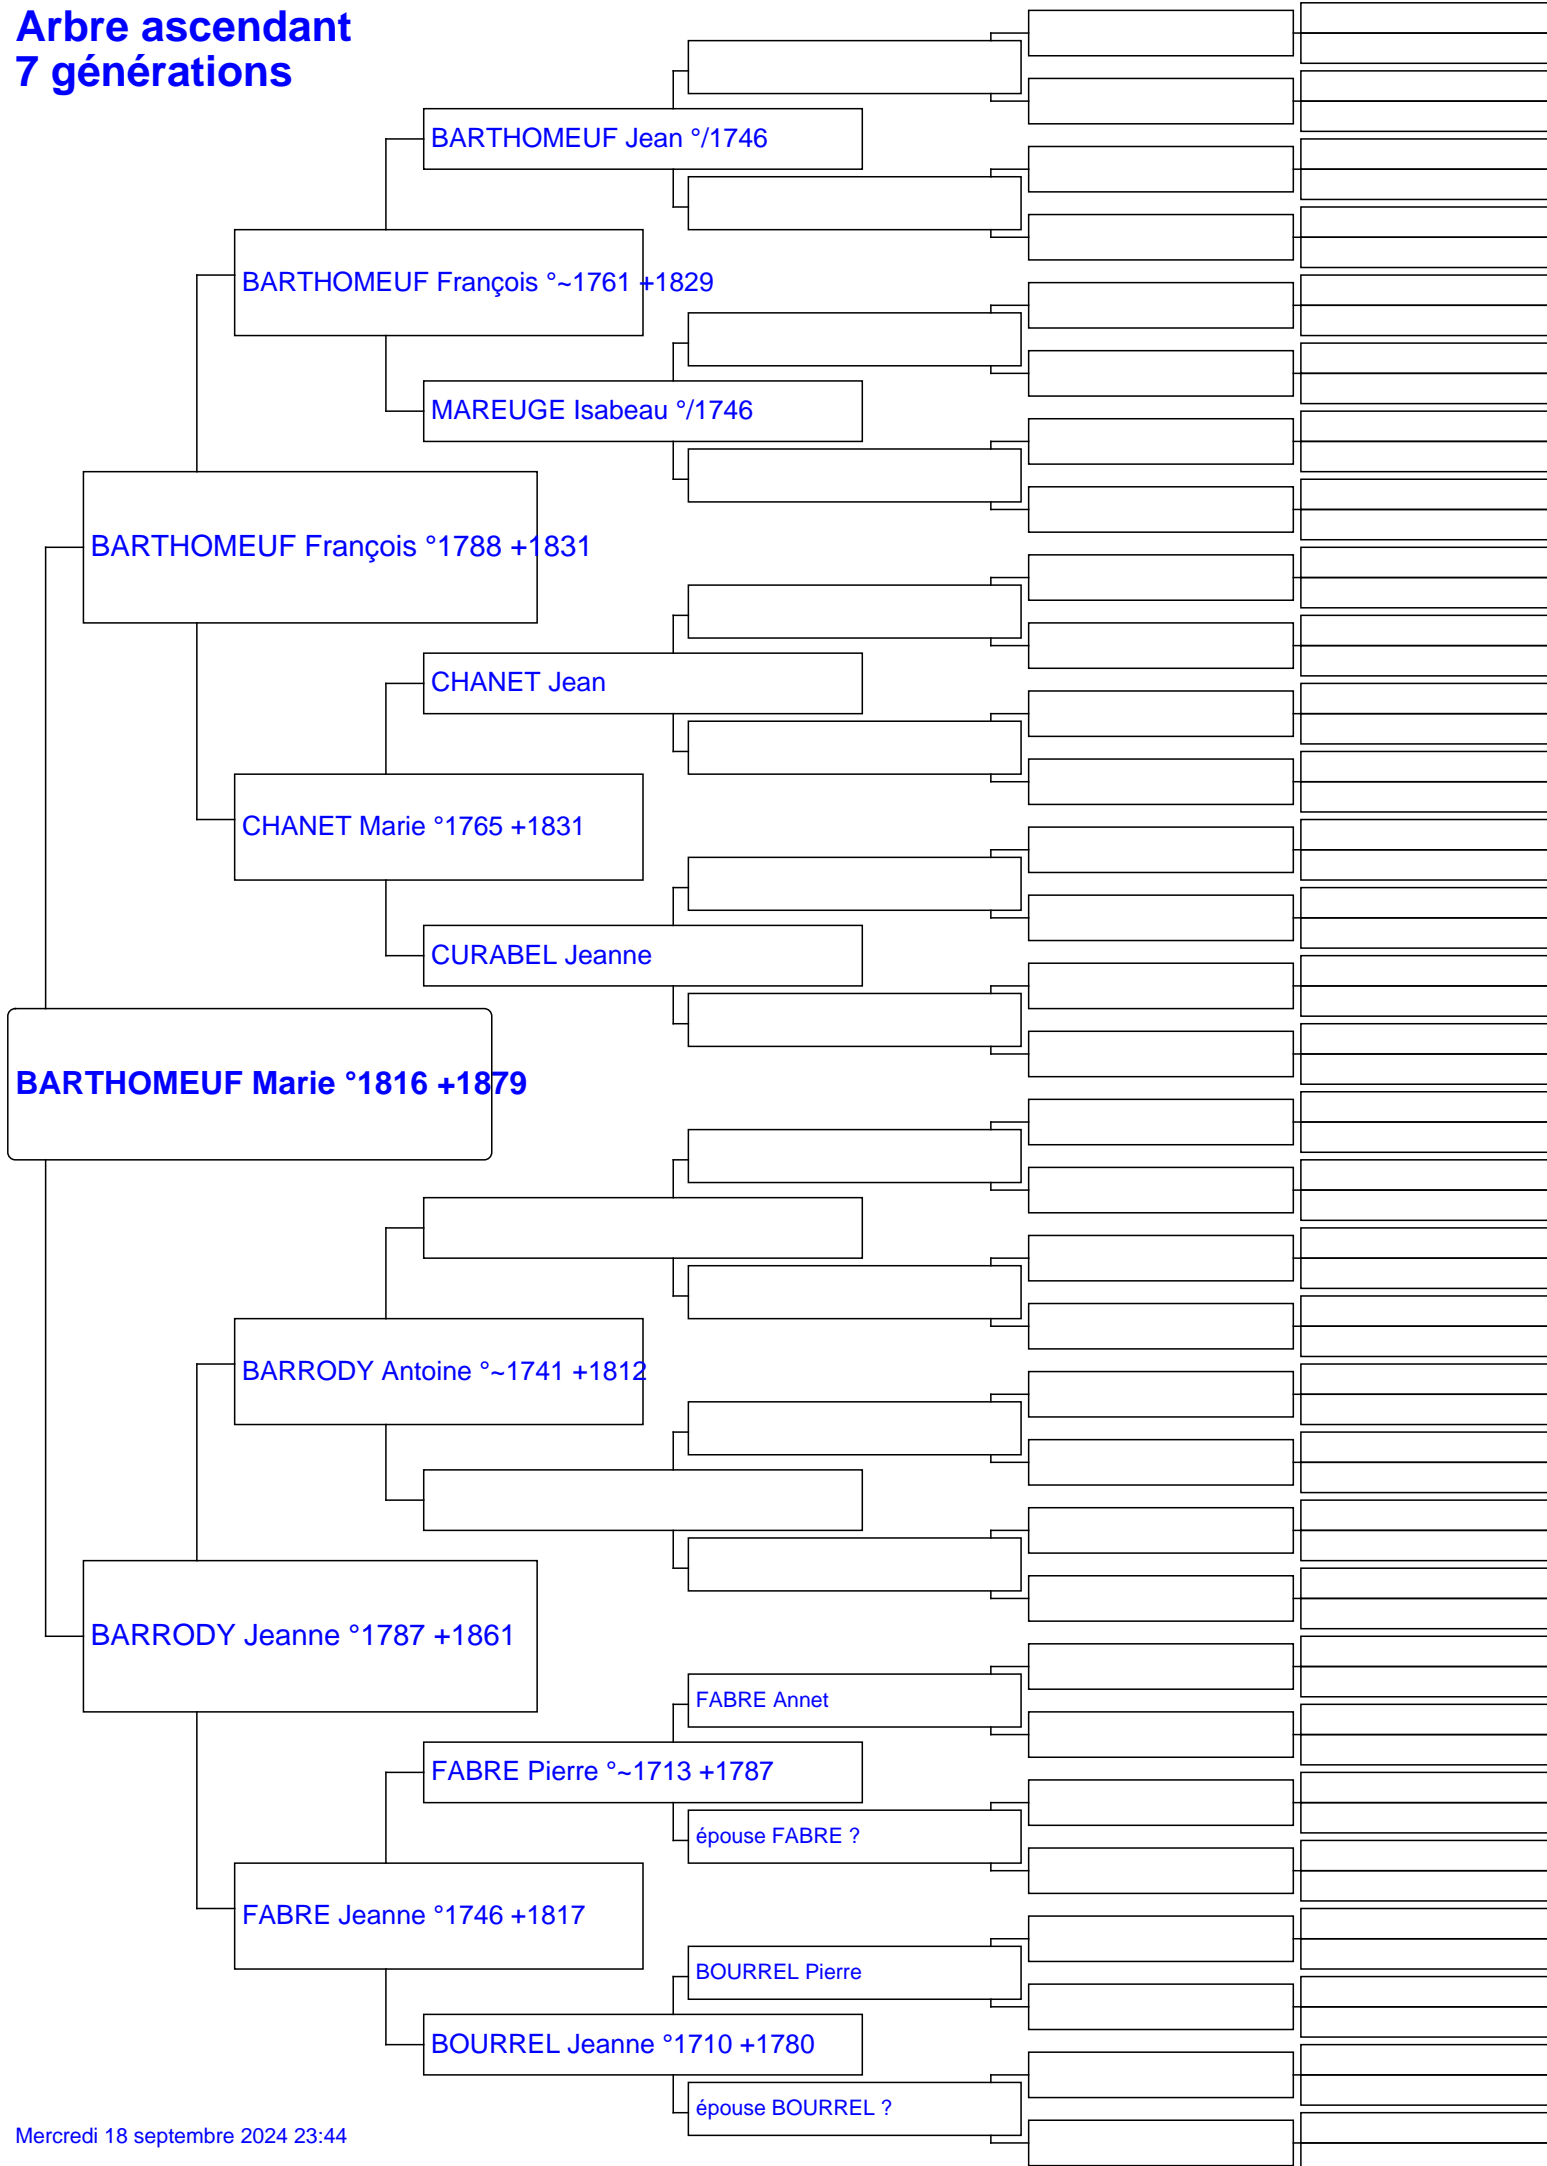 Arbre ascendant
7 générations
BARTHOMEUF Jean °/1746
BARTHOMEUF François °~1761 +1829
MAREUGE Isabeau °/1746
BARTHOMEUF François °1788 +1831
CHANET Jean
CHANET Marie °1765 +1831
CURABEL Jeanne
BARTHOMEUF Marie °1816 +1879
BARRODY Antoine °~1741 +1812
BARRODY Jeanne °1787 +1861
FABRE Annet
FABRE Pierre °~1713 +1787
épouse FABRE ?
FABRE Jeanne °1746 +1817
BOURREL Pierre
BOURREL Jeanne °1710 +1780
épouse BOURREL ?
Mercredi 18 septembre 2024 23:44